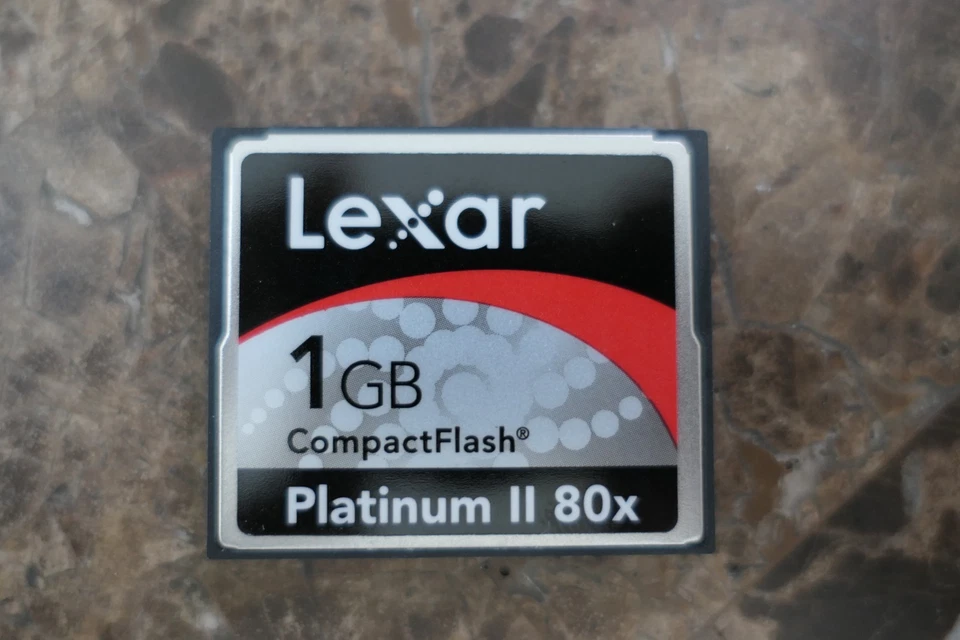 Lexar
1GB
CompactFlash®
Platinum II 80x